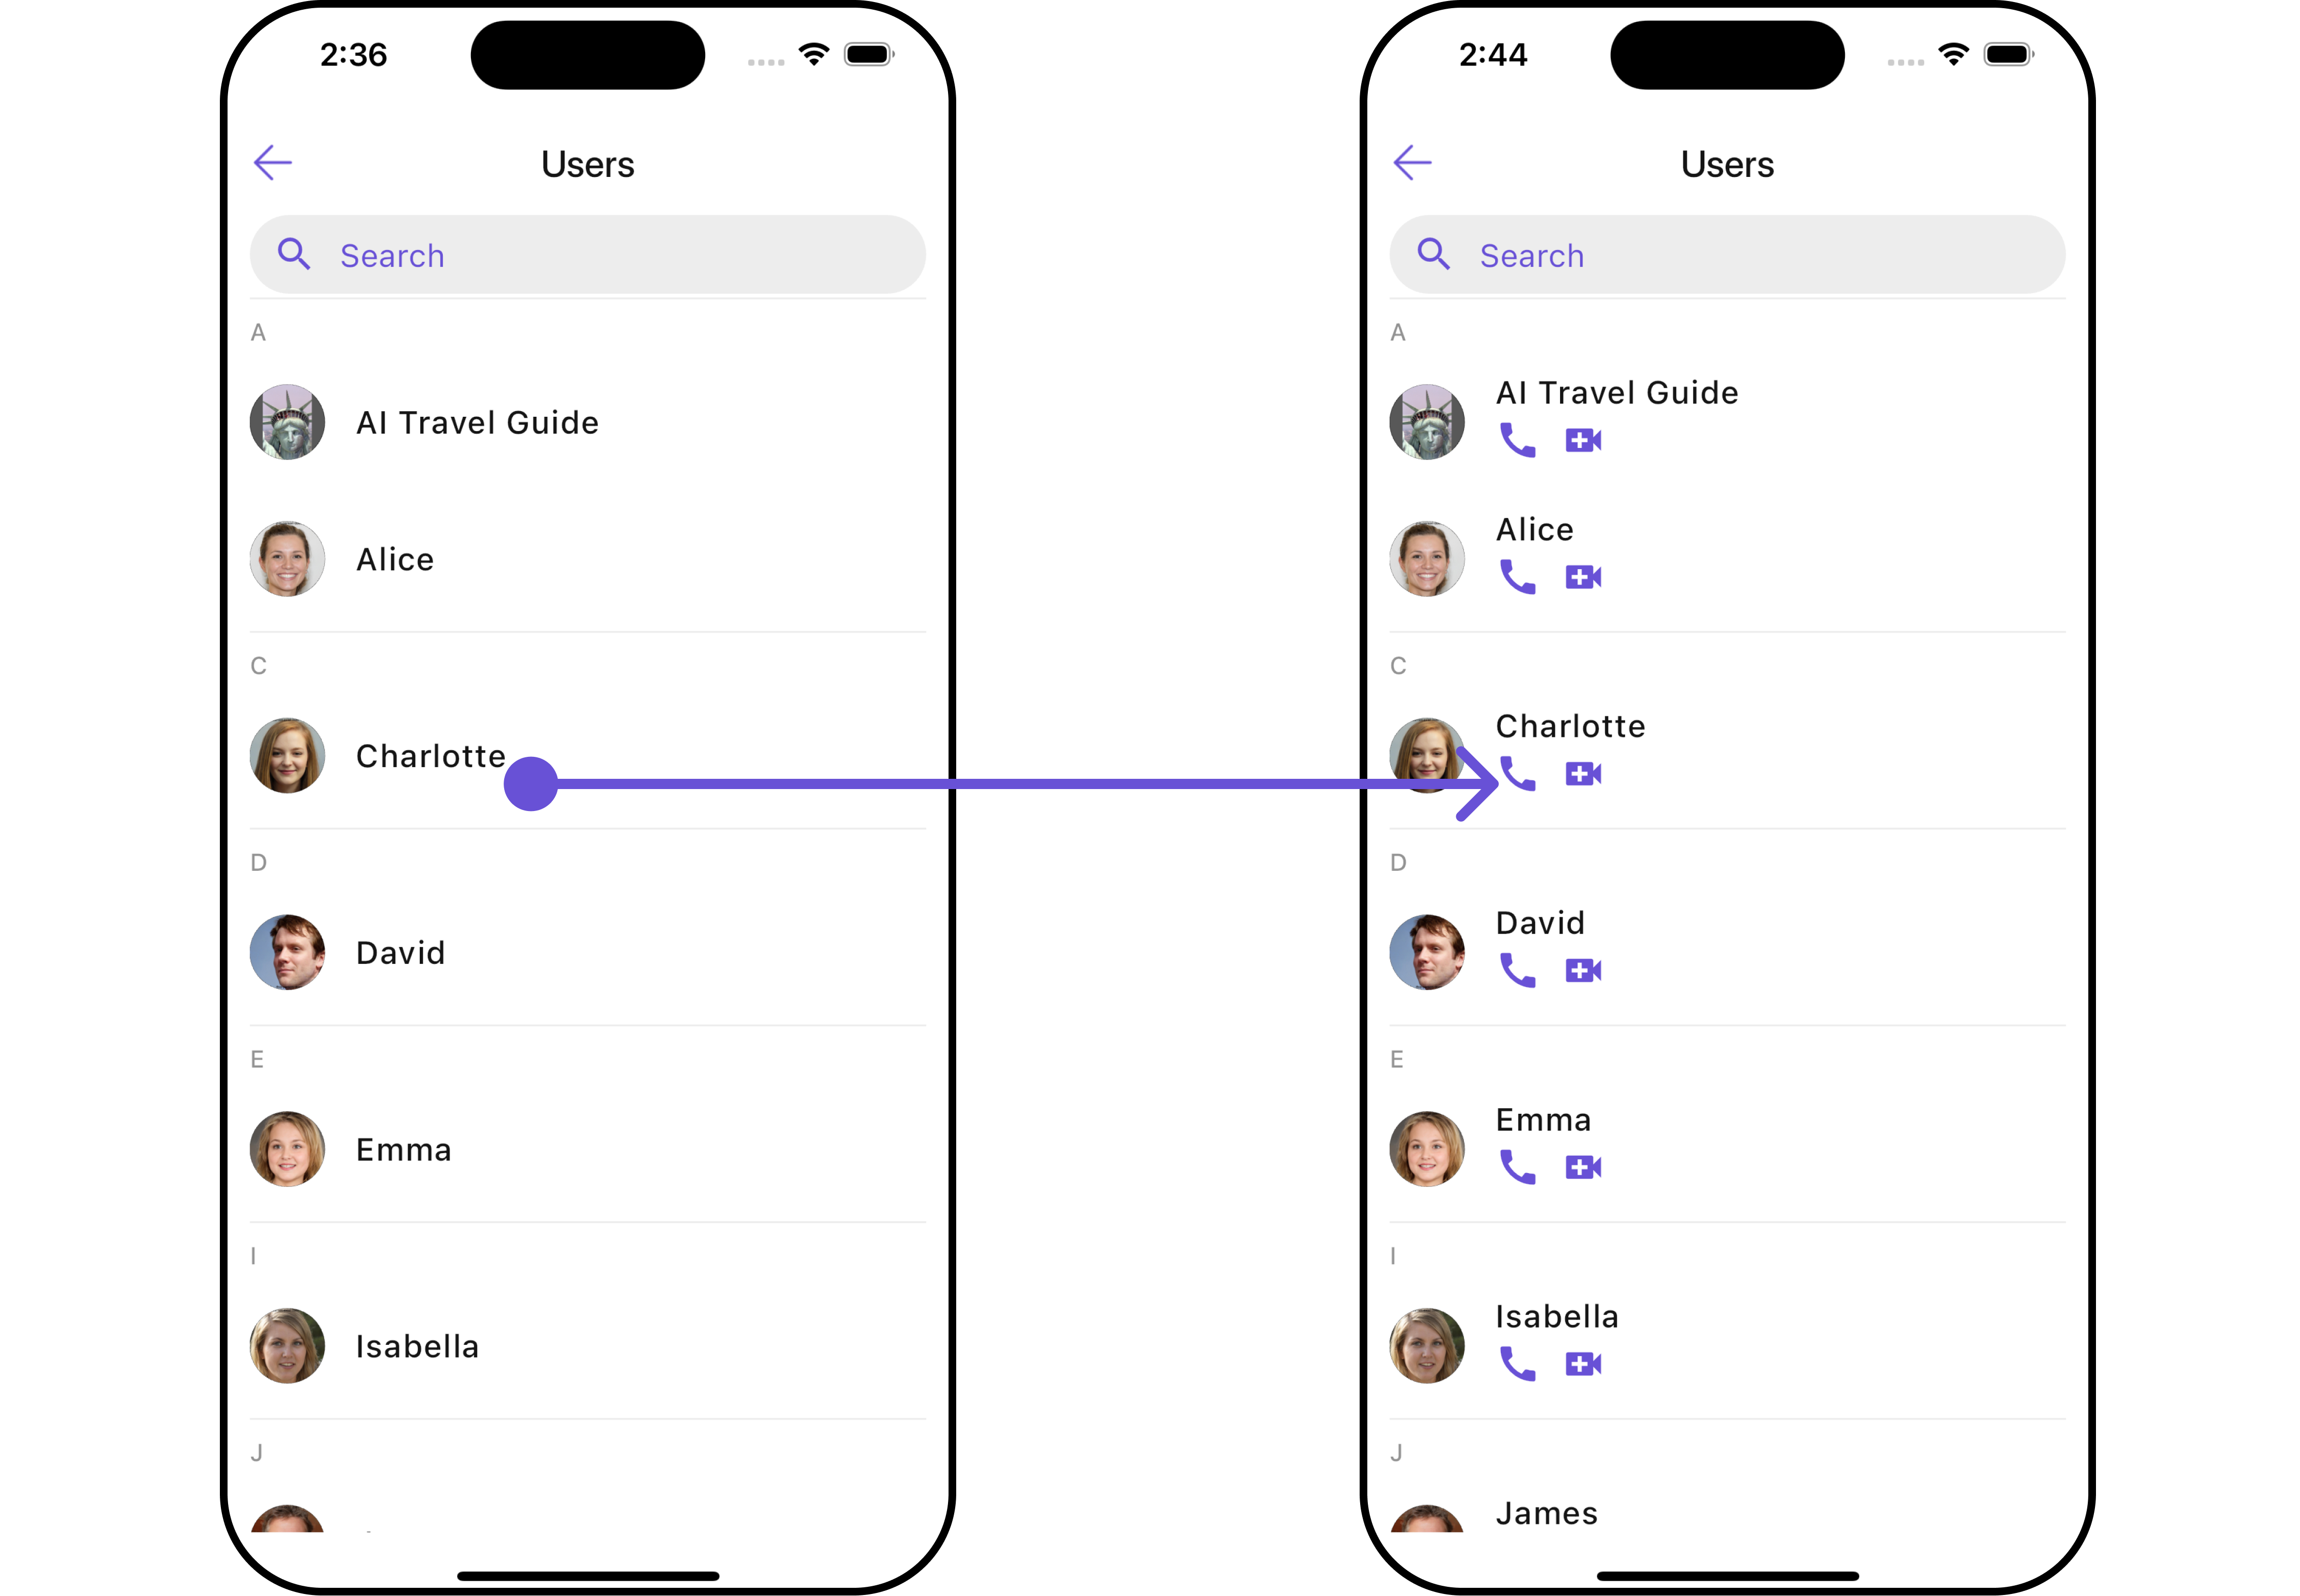 2:36
Users
Search
A
AI Travel Guide
Alice
C
Charlotte
D
David
E
Emma
I
Isabella
J
2:44
Users
Search
A
AI Travel Guide
Alice
C
Charlotte
D
David
E
Emma
I
Isabella
J
James